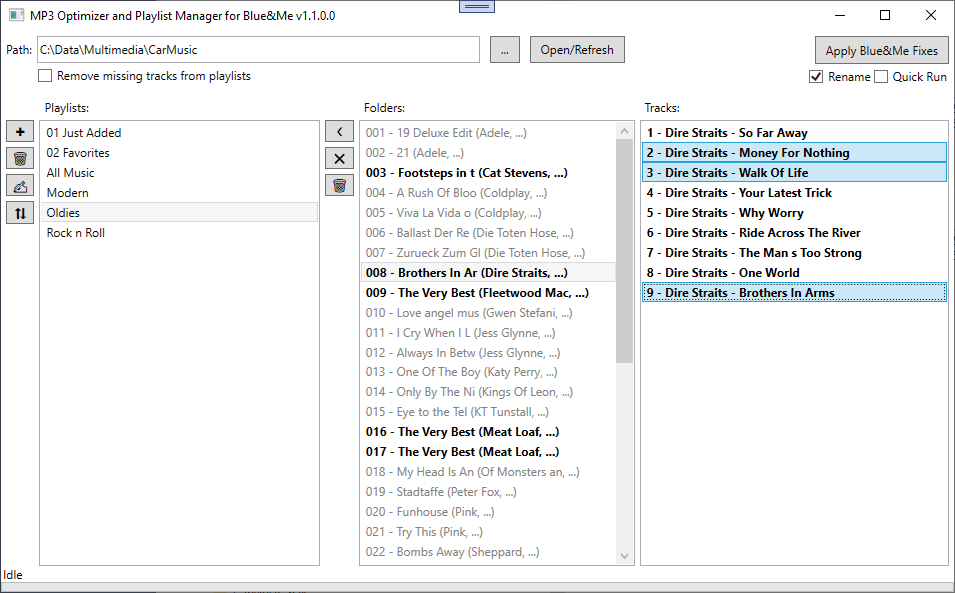 MP3 Optimizer and Playlist Manager for Blue&Me v1.1.0.0
Path: C:\Data\Multimedia\CarMusic ... Open/Refresh Apply Blue&Me Fixes
Remove missing tracks from playlists Rename Quick Run
Playlists:
01 Just Added
02 Favorites
All Music
Modern
Oldies
Rock n Roll
Folders:
001 - 19 Deluxe Edit (Adele, ...)
002 - 21 (Adele, ...)
003 - Footsteps in t (Cat Stevens, ...)
004 - A Rush Of Bloo (Coldplay, ...)
005 - Viva La Vida o (Coldplay, ...)
006 - Ballast Der Re (Die Toten Hose, ...)
007 - Zurueck Zum Gl (Die Toten Hose, ...)
008 - Brothers In Ar (Dire Straits, ...)
009 - The Very Best (Fleetwood Mac, ...)
010 - Love angel mus (Gwen Stefani, ...)
011 - I Cry When I L (Jess Glynne, ...)
012 - Always In Betw (Jess Glynne, ...)
013 - One Of The Boy (Katy Perry, ...)
014 - Only By The Ni (Kings Of Leon, ...)
015 - Eye to the Tel (KT Tunstall, ...)
016 - The Very Best (Meat Loaf, ...)
017 - The Very Best (Meat Loaf, ...)
018 - My Head Is An (Of Monsters an, ...)
019 - Stadtaffe (Peter Fox, ...)
020 - Funhouse (Pink, ...)
021 - Try This (Pink, ...)
022 - Bombs Away (Sheppard, ...)
Tracks:
1 - Dire Straits - So Far Away
2 - Dire Straits - Money For Nothing
3 - Dire Straits - Walk Of Life
4 - Dire Straits - Your Latest Trick
5 - Dire Straits - Why Worry
6 - Dire Straits - Ride Across The River
7 - Dire Straits - The Man s Too Strong
8 - Dire Straits - One World
9 - Dire Straits - Brothers In Arms
Idle